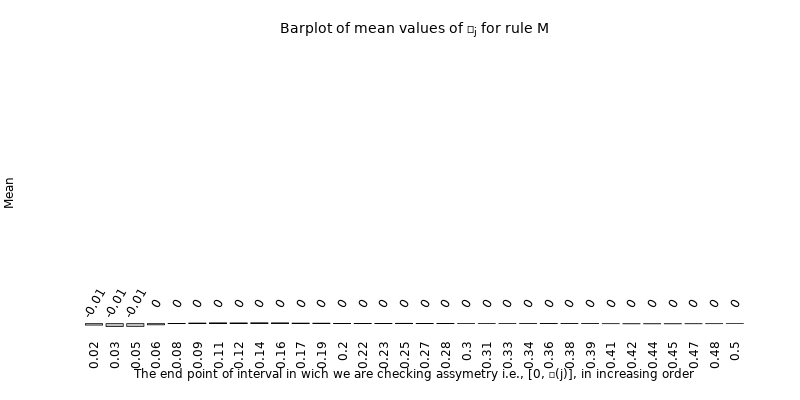 Barplot of mean values of □j for rule M
Mean
-0.01 -0.01 -0.01 0 0 0 0 0 0 0 0 0 0 0 0 0 0 0 0 0 0 0 0 0 0 0 0 0 0 0 0 0
0.02 0.03 0.05 0.06 0.08 0.09 0.11 0.12 0.14 0.16 0.17 0.19 0.2 0.22 0.23 0.25 0.27 0.28 0.3 0.31 0.33 0.34 0.36 0.38 0.39 0.41 0.42 0.44 0.45 0.47 0.48 0.5
The end point of interval in wich we are checking assymetry i.e., [0, □(j)], in increasing order